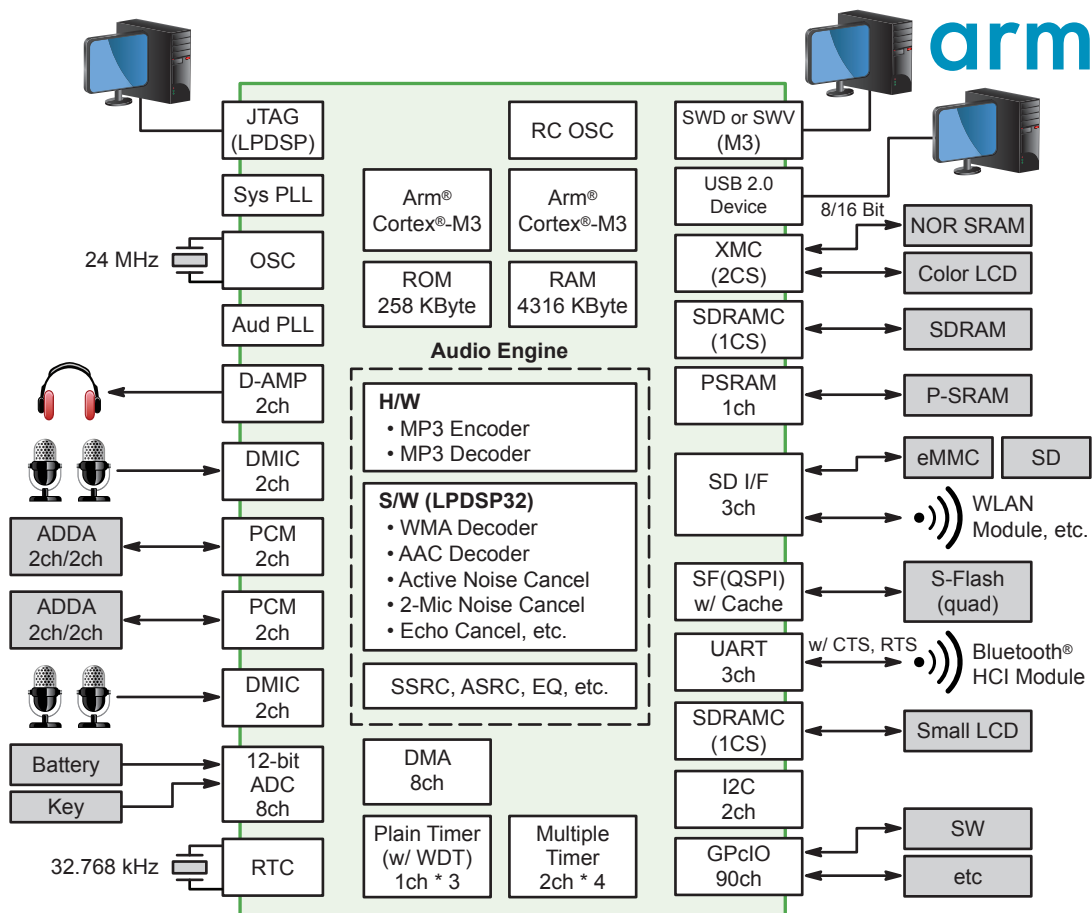 arm
JTAG
(LPDSP)
Sys PLL
24 MHz
OSC
Aud PLL
D-AMP
2ch
DMIC
2ch
ADDA
2ch/2ch
PCM
2ch
ADDA
2ch/2ch
PCM
2ch
DMIC
2ch
Battery
Key
12-bit
ADC
8ch
32.768 kHz
RTC
RC OSC
Arm®
Cortex®-M3
Arm®
Cortex®-M3
ROM
258 KByte
RAM
4316 KByte
Audio Engine
H/W
• MP3 Encoder
• MP3 Decoder
S/W (LPDSP32)
• WMA Decoder
• AAC Decoder
• Active Noise Cancel
• 2-Mic Noise Cancel
• Echo Cancel, etc.
SSRC, ASRC, EQ, etc.
DMA
8ch
Plain Timer
(w/ WDT)
1ch * 3
Multiple
Timer
2ch * 4
SWD or SWV
(M3)
USB 2.0
Device
8/16 Bit
XMC
(2CS)
NOR SRAM
Color LCD
SDRAMC
(1CS)
SDRAM
PSRAM
1ch
P-SRAM
SD I/F
3ch
eMMC
SD
WLAN
Module, etc.
SF(QSPI)
w/ Cache
S-Flash
(quad)
UART
3ch
w/ CTS, RTS
Bluetooth®
HCI Module
SDRAMC
(1CS)
Small LCD
I2C
2ch
GPcIO
90ch
SW
etc